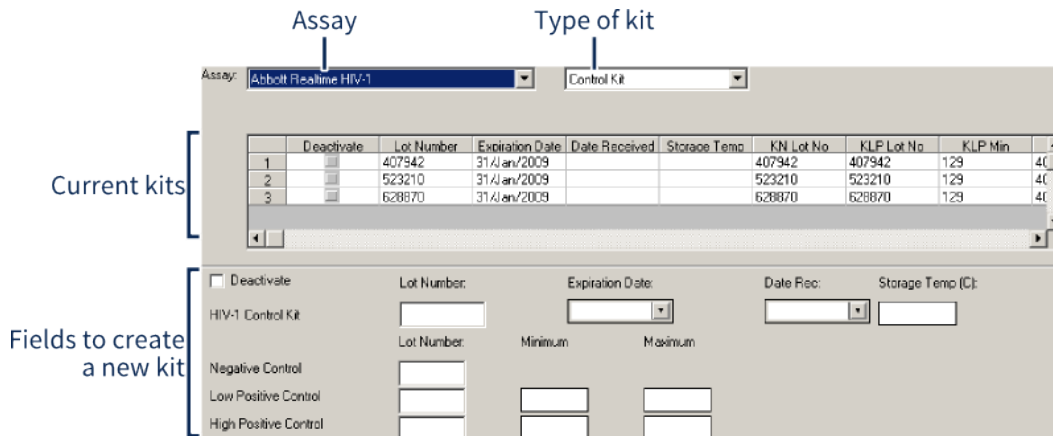 Assay Type of kit
Assay: Abbott Realtime HIV-1 Control Kit
Current kits
Deactivate Lot Number Expiration Date Date Received Storage Temp KN Lot No KLP Lot No KLP Min
1 407942 31/Jan/2009 407942 407942 129 40
2 523210 31/Jan/2009 523210 523210 129 40
3 628870 31/Jan/2009 628870 628870 129 40
Fields to create
a new kit
Deactivate Lot Number: Expiration Date: Date Rec: Storage Temp (C):
HIV-1 Control Kit
Lot Number: Minimum Maximum
Negative Control
Low Positive Control
High Positive Control